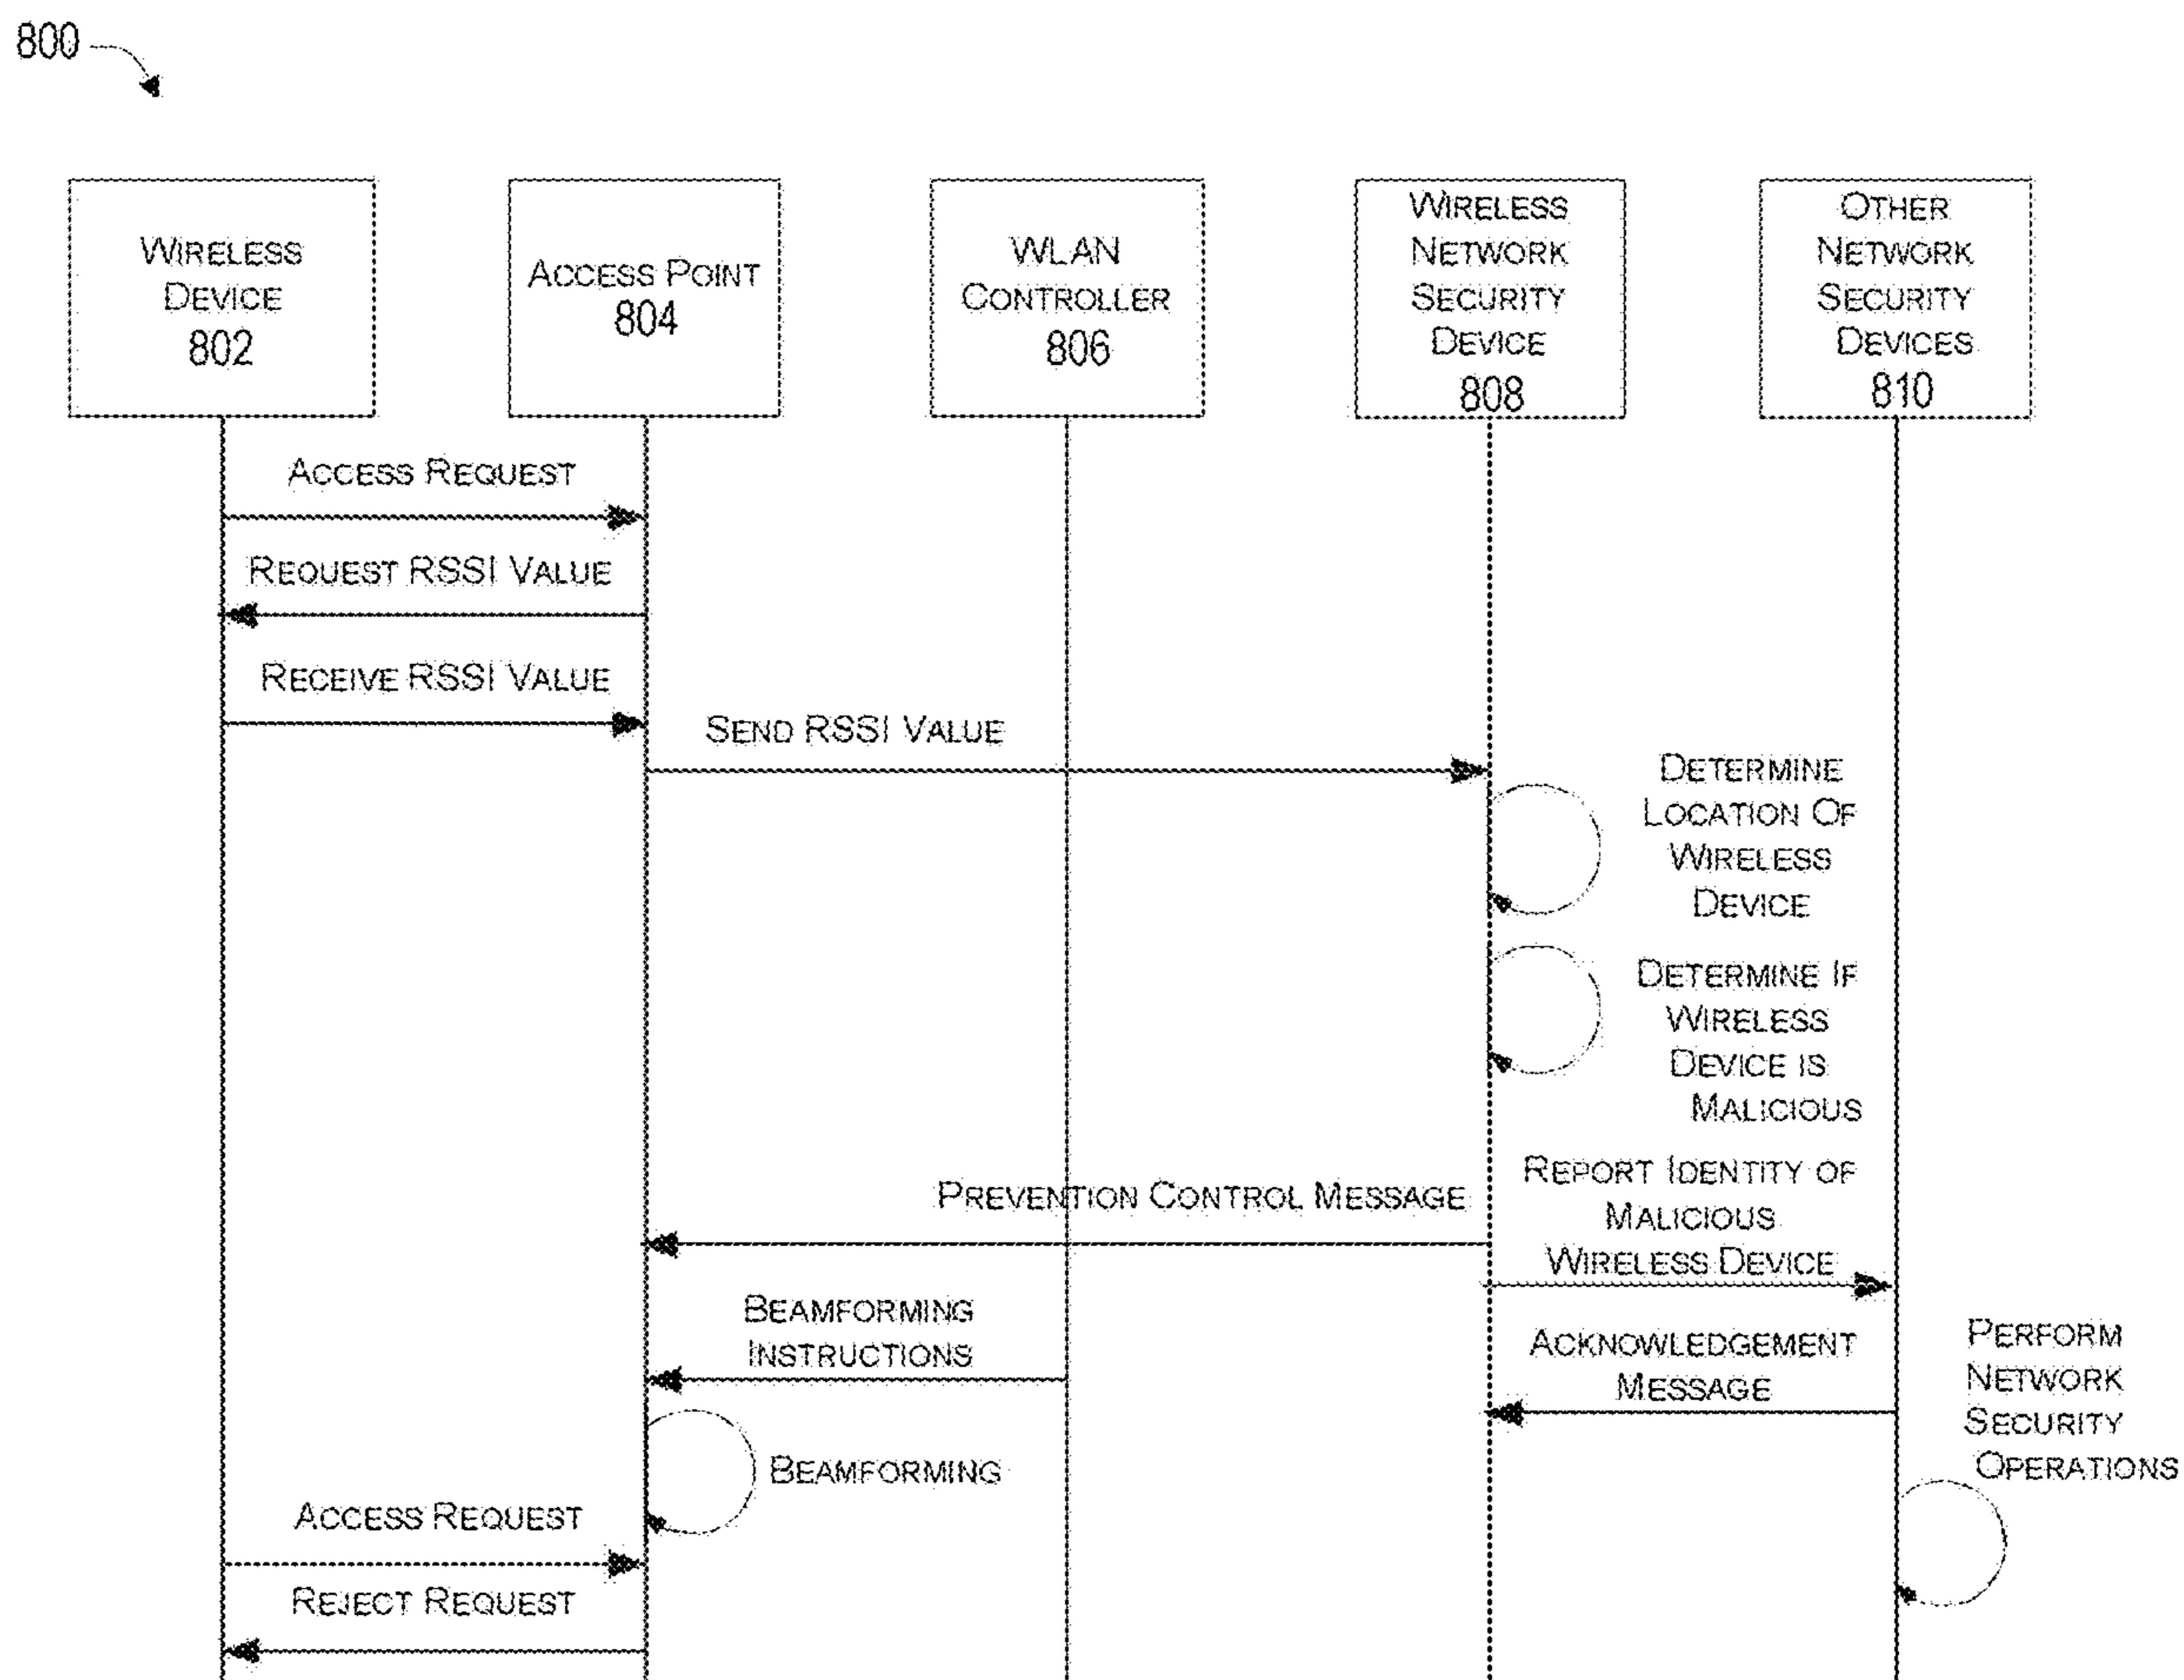 800
WIRELESS
DEVICE
802
ACCESS POINT
804
WLAN
CONTROLLER
806
WIRELESS
NETWORK
SECURITY
DEVICE
808
OTHER
NETWORK
SECURITY
DEVICES
810
ACCESS REQUEST
REQUEST RSSI VALUE
RECEIVE RSSI VALUE
SEND RSSI VALUE
DETERMINE
LOCATION OF
WIRELESS
DEVICE
DETERMINE IF
WIRELESS
DEVICE IS
MALICIOUS
PREVENTION CONTROL MESSAGE
REPORT IDENTITY OF
MALICIOUS
WIRELESS DEVICE
BEAMFORMING
INSTRUCTIONS
ACKNOWLEDGEMENT
MESSAGE
PERFORM
NETWORK
SECURITY
OPERATIONS
BEAMFORMING
ACCESS REQUEST
REJECT REQUEST